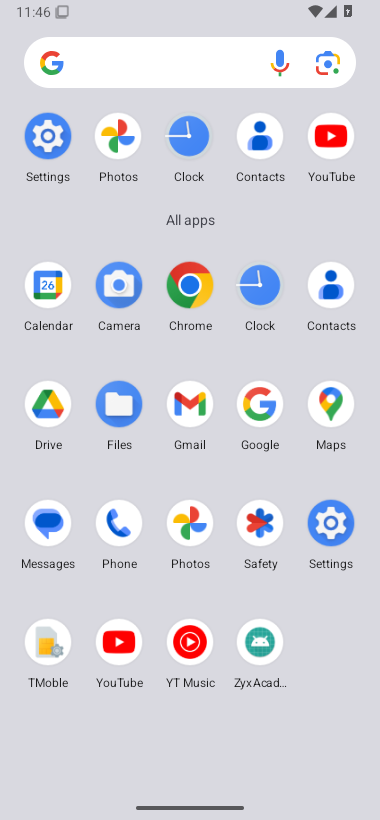 11:46
Settings Photos Clock Contacts YouTube
All apps
26
Calendar Camera Chrome Clock Contacts
Drive Files Gmail Google Maps
Messages Phone Photos Safety Settings
TMoble YouTube YT Music ZyxAcad...